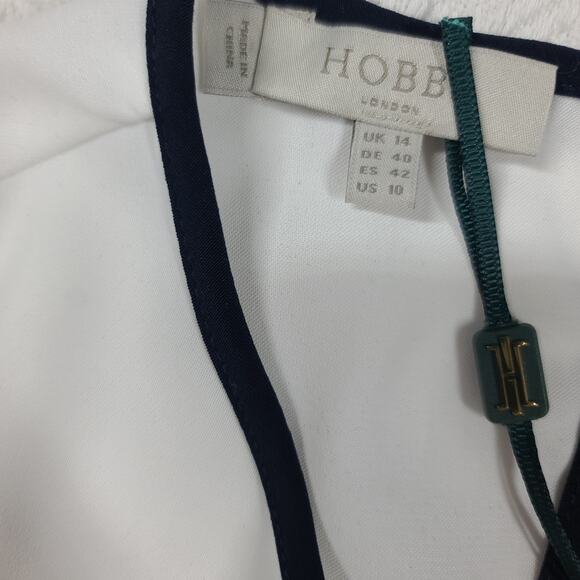 MADE IN
CHINA
HOBB
LONDON
UK 14
DE 40
ES 42
US 10
H